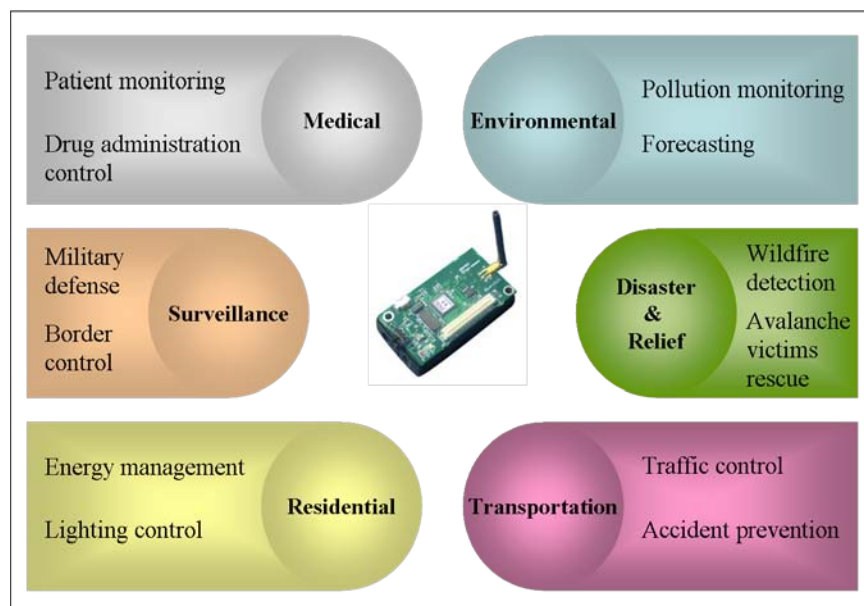 Patient monitoring
Drug administration
control
Medical
Environmental
Pollution monitoring
Forecasting
Military
defense
Border
control
Surveillance
Disaster
&
Relief
Wildfire
detection
Avalanche
victims
rescue
Energy management
Lighting control
Residential
Transportation
Traffic control
Accident prevention